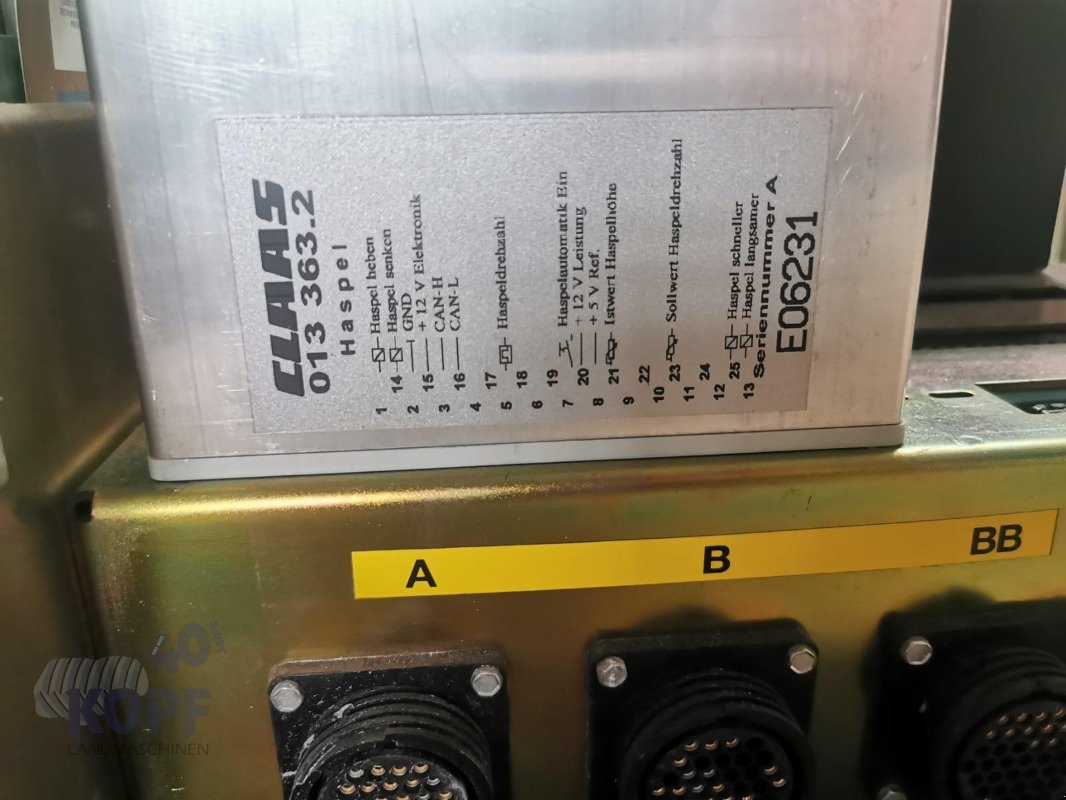 CLAAS
013 363.2
Haspel
1
14 Haspel heben
2 Haspel senken
15 GND
3 + 12 V Elektronik
16 CAN-H
4 CAN-L
17
5 Haspeldrehzahl
18
6
19
7 Haspelautomatik Ein
20 + 12 V Leistung
8 + 5 V Ref.
21 Istwert Haspelhöhe
9
22
10
23 Sollwert Haspeldrehzahl
11
24
12
25 Haspel schneller
13 Haspel langsamer
Seriennummer A
E06231
A B BB
40
KOPF
LANDMASCHINEN